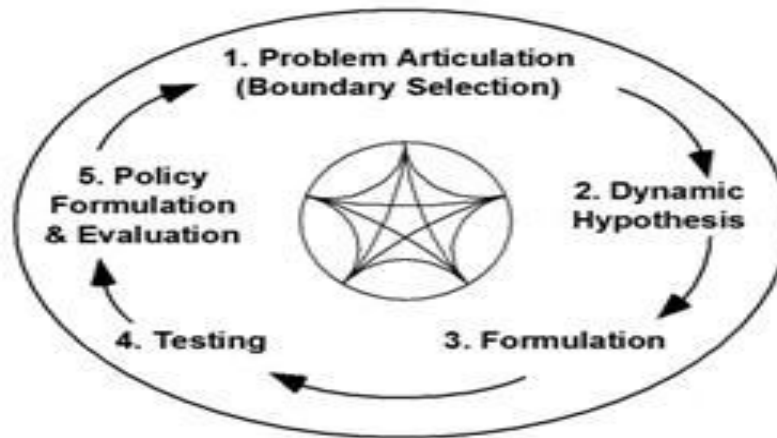 1. Problem Articulation
(Boundary Selection)
2. Dynamic
Hypothesis
3. Formulation
4. Testing
5. Policy
Formulation
& Evaluation